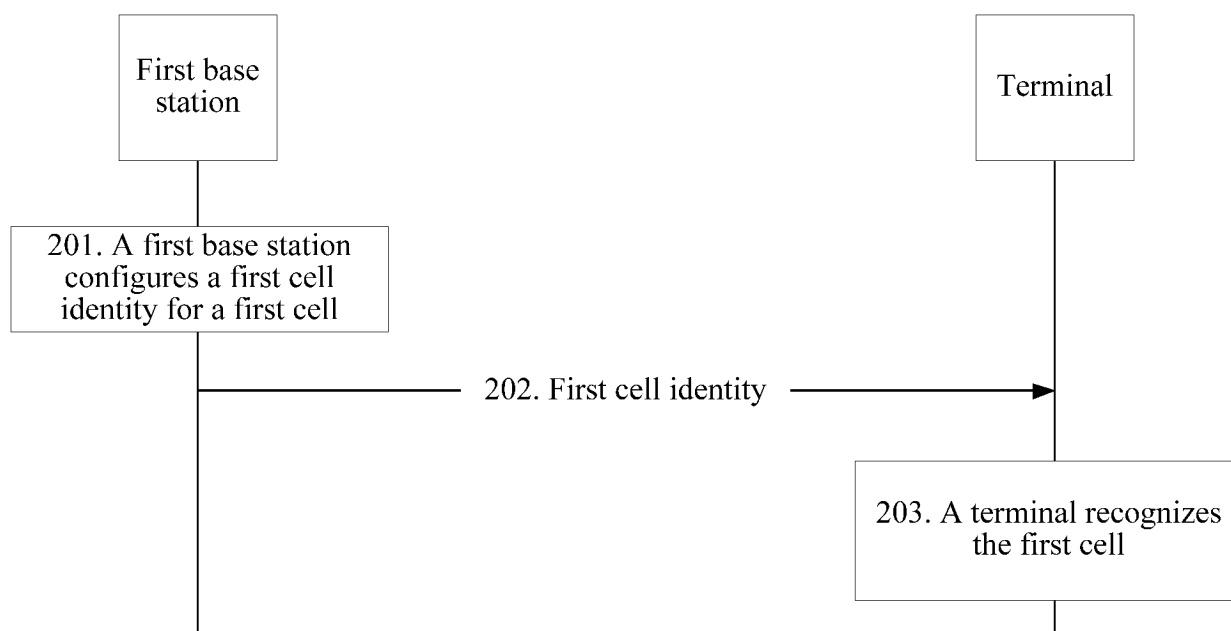 First base
station
Terminal
201. A first base station
configures a first cell
identity for a first cell
202. First cell identity
203. A terminal recognizes
the first cell